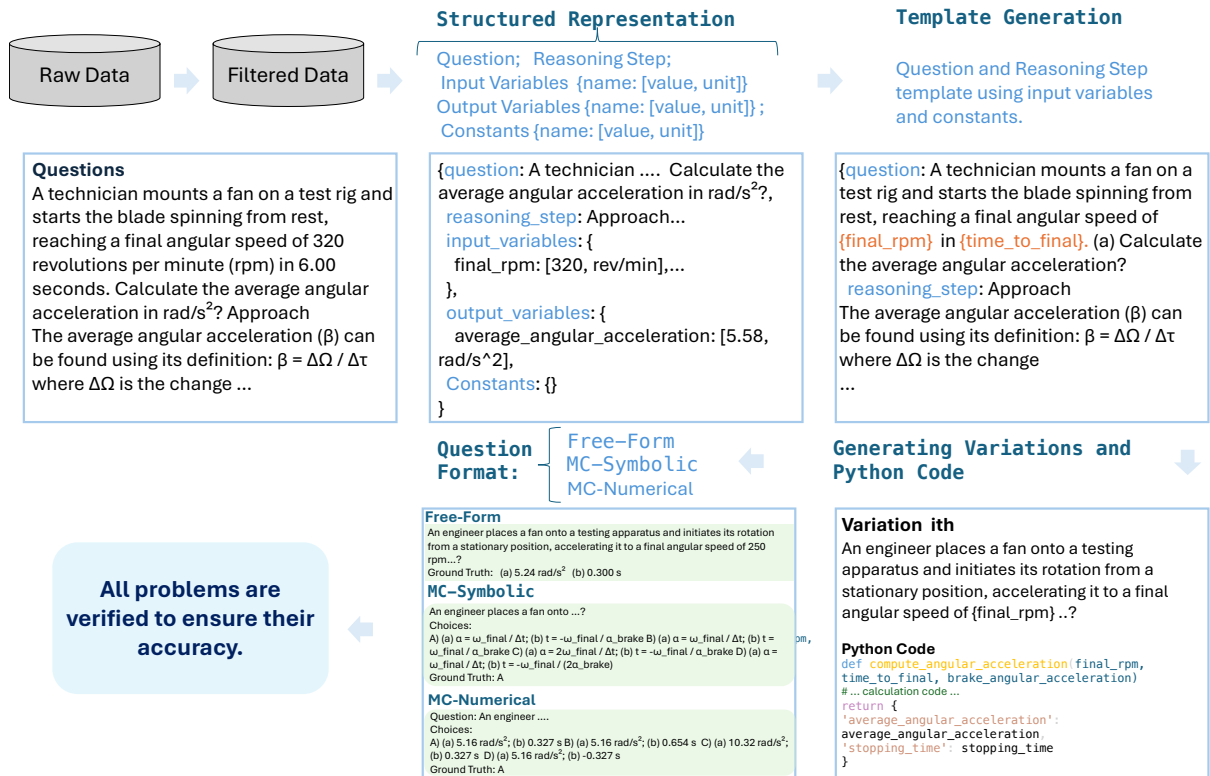 Structured Representation
Template Generation
Raw Data
Filtered Data
Question;   Reasoning Step;
Input Variables  {name: [value, unit]}
Output Variables {name: [value, unit]} ;
Constants {name: [value, unit]}
Question and Reasoning Step
template using input variables
and constants.
Questions
A technician mounts a fan on a test rig and
starts the blade spinning from rest,
reaching a final angular speed of 320
revolutions per minute (rpm) in 6.00
seconds. Calculate the average angular
acceleration in rad/s²? Approach
The average angular acceleration (β) can
be found using its definition: β = ΔΩ / Δτ
where ΔΩ is the change ...
{question: A technician .... Calculate the
average angular acceleration in rad/s²?,
reasoning_step: Approach...
input_variables: {
final_rpm: [320, rev/min],...
},
output_variables: {
average_angular_acceleration: [5.58,
rad/s^2],
Constants: {}
}
{question: A technician mounts a fan on a
test rig and starts the blade spinning from
rest, reaching a final angular speed of
{final_rpm} in {time_to_final}. (a) Calculate
the average angular acceleration?
reasoning_step: Approach
The average angular acceleration (β) can
be found using its definition: β = ΔΩ / Δτ
where ΔΩ is the change
...
Question
Format:
Free-Form
MC-Symbolic
MC-Numerical
Generating Variations and
Python Code
Free-Form
An engineer places a fan onto a testing apparatus and initiates its rotation
from a stationary position, accelerating it to a final angular speed of 250
rpm...?
Ground Truth:   (a) 5.24 rad/s²   (b) 0.300 s
MC-Symbolic
An engineer places a fan onto ...?
Choices:
A) (a) α = ω_final / Δt; (b) t = -ω_final / α_brake B) (a) α = ω_final / Δt; (b) t =
ω_final / α_brake C) (a) α = 2ω_final / Δt; (b) t = -ω_final / α_brake D) (a) α =
ω_final / Δt; (b) t = -ω_final / (2α_brake)
Ground Truth: A
MC-Numerical
Question: An engineer ....
Choices:
A) (a) 5.16 rad/s²; (b) 0.327 s B) (a) 5.16 rad/s²; (b) 0.654 s  C) (a) 10.32 rad/s²;
(b) 0.327 s  D) (a) 5.16 rad/s²; (b) -0.327 s
Ground Truth: A
Variation  ith
An engineer places a fan onto a testing
apparatus and initiates its rotation from a
stationary position, accelerating it to a final
angular speed of {final_rpm} ..?
Python Code
def compute_angular_acceleration(final_rpm,
time_to_final, brake_angular_acceleration)
# ... calculation code ...
return {
'average_angular_acceleration':
average_angular_acceleration,
'stopping_time': stopping_time
}
All problems are
verified to ensure their
accuracy.